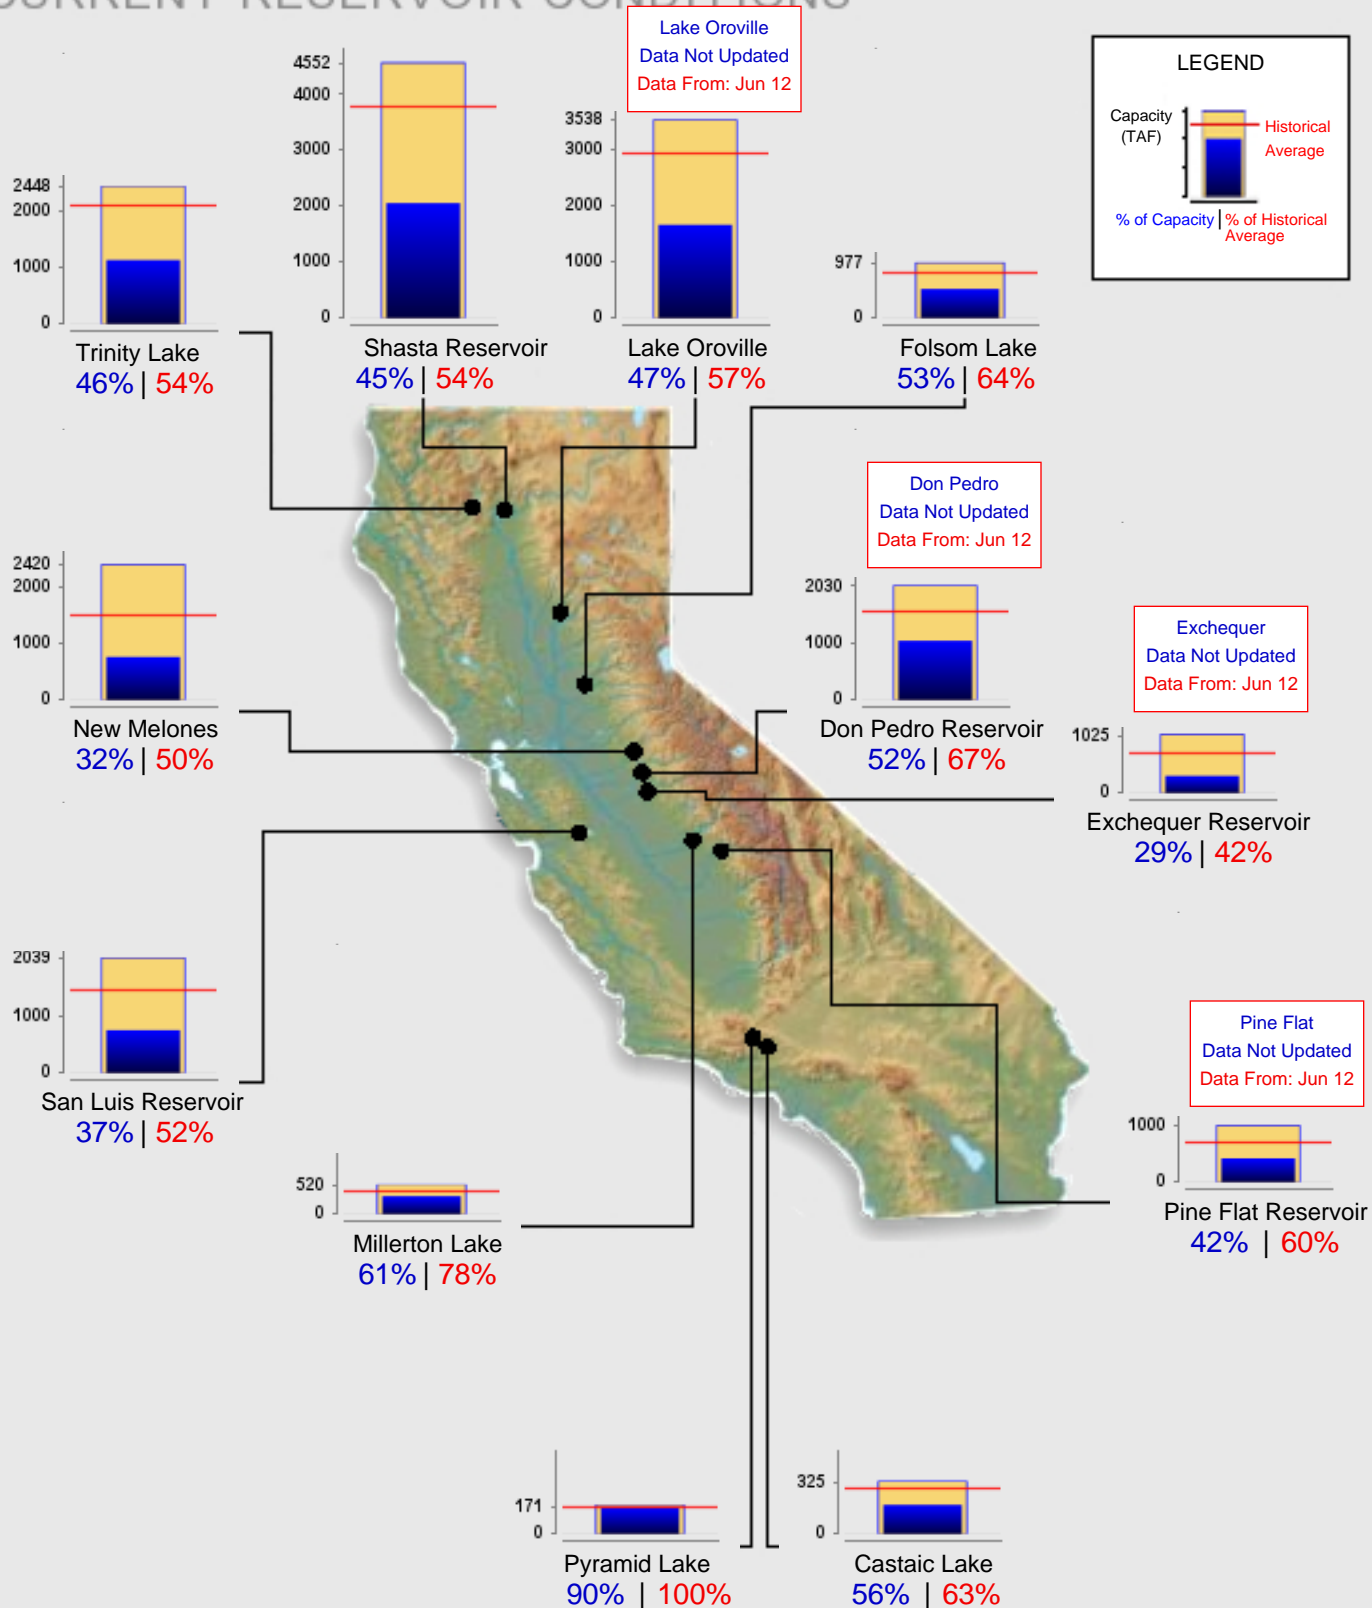 CURRENT RESERVOIR CONDITIONS
Lake Oroville
Data Not Updated
Data From: Jun 12
LEGEND
Capacity
(TAF)
Historical
Average
% of Capacity | % of Historical
Average
4552
4000
3000
2000
1000
0
Shasta Reservoir
45% | 54%
3538
3000
2000
1000
0
Lake Oroville
47% | 57%
2448
2000
1000
0
Trinity Lake
46% | 54%
977
0
Folsom Lake
53% | 64%
Don Pedro
Data Not Updated
Data From: Jun 12
2030
1000
0
Don Pedro Reservoir
52% | 67%
2420
2000
1000
0
New Melones
32% | 50%
Exchequer
Data Not Updated
Data From: Jun 12
1025
0
Exchequer Reservoir
29% | 42%
2039
1000
0
San Luis Reservoir
37% | 52%
Pine Flat
Data Not Updated
Data From: Jun 12
1000
0
Pine Flat Reservoir
42% | 60%
520
0
Millerton Lake
61% | 78%
171
0
Pyramid Lake
90% | 100%
325
0
Castaic Lake
56% | 63%